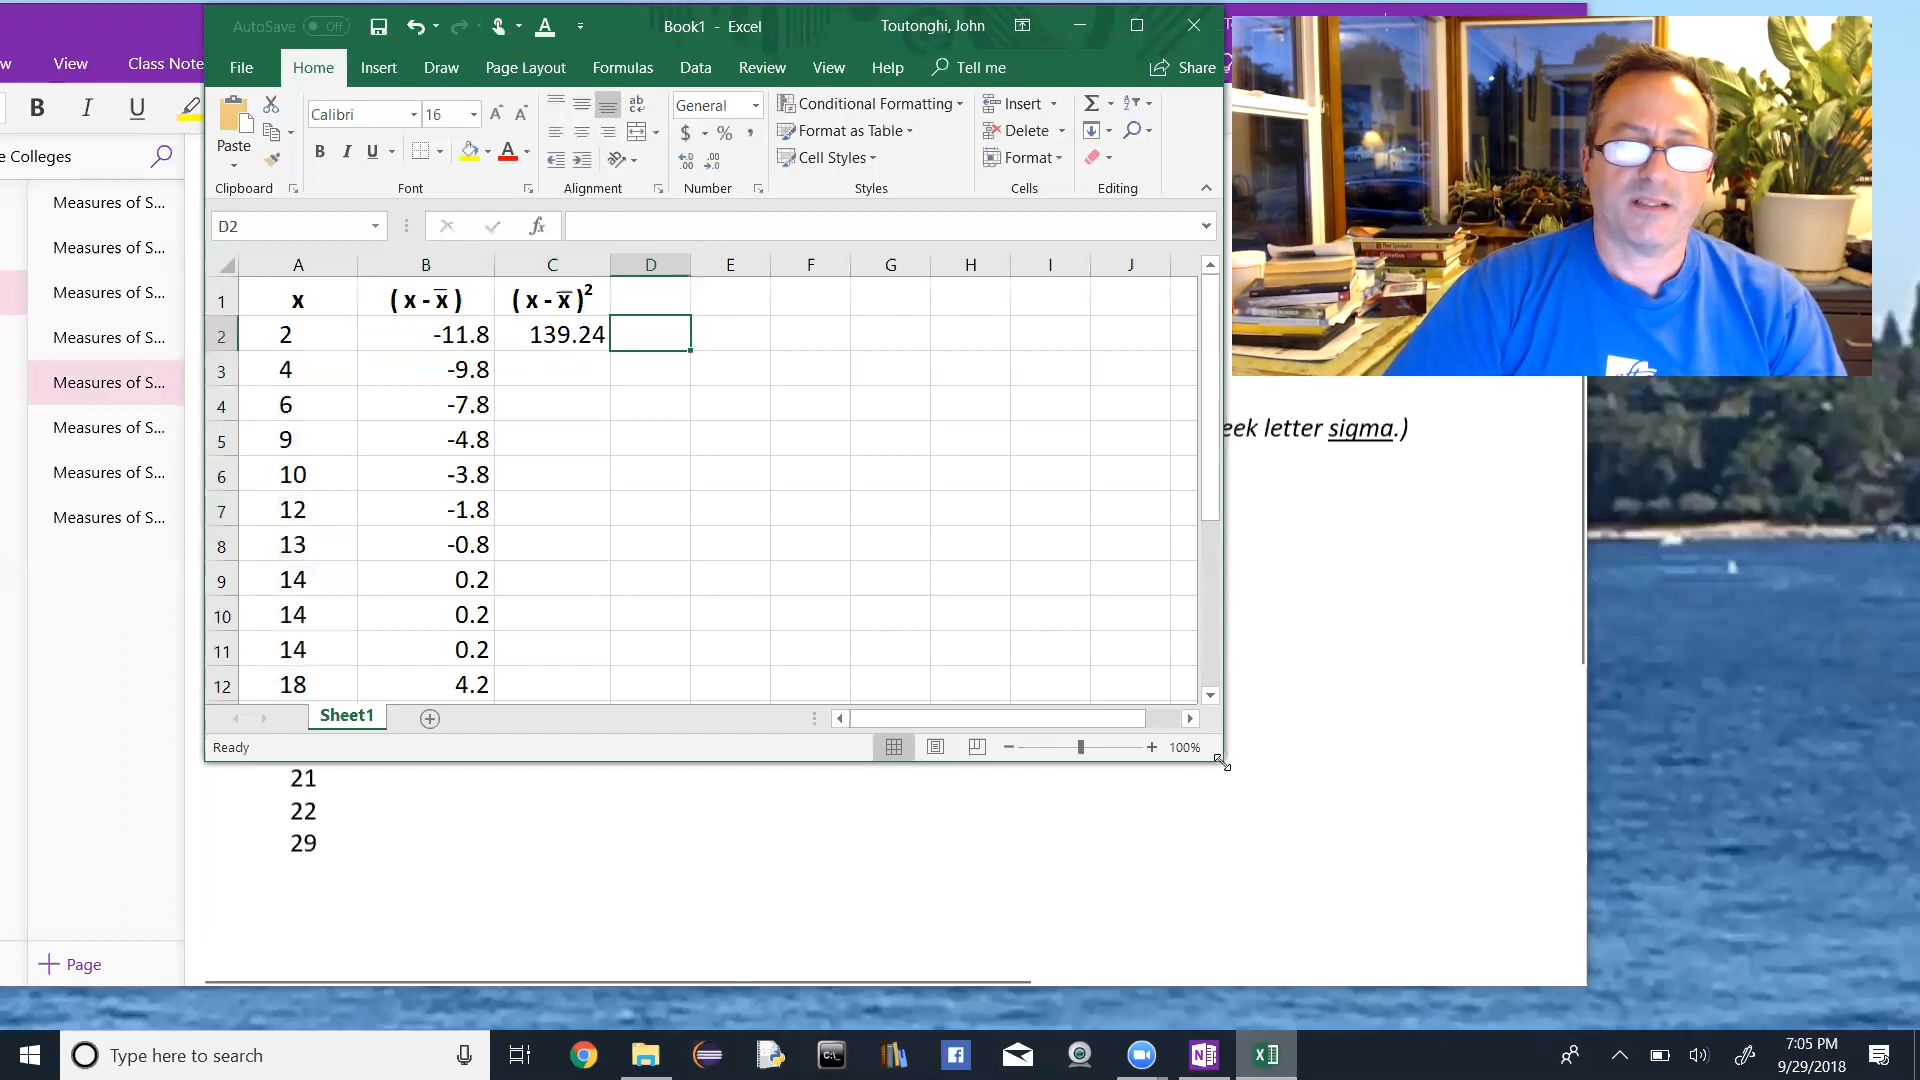 AutoSave Off Book1 - Excel Toutonghi, John
w View Class Note
File Home Insert Draw Page Layout Formulas Data Review View Help Tell me Share
B I U
e Colleges
Measures of S...
Measures of S...
Measures of S...
Measures of S...
Measures of S...
Measures of S...
Measures of S...
Measures of S...
Page
Paste
Clipboard
Calibri 16
B I U
Font
Alignment
General
$ % ,
Number
Conditional Formatting
Format as Table
Cell Styles
Styles
Insert
Delete
Format
Cells
Editing
D2 fx
A B C D E F G H I J
1 x ( x - x̅ ) ( x - x̅ )²
2 2 -11.8 139.24
3 4 -9.8
4 6 -7.8
5 9 -4.8
6 10 -3.8
7 12 -1.8
8 13 -0.8
9 14 0.2
10 14 0.2
11 14 0.2
12 18 4.2
Sheet1
Ready 100%
eek letter sigma.)
21
22
29
Type here to search
7:05 PM
9/29/2018